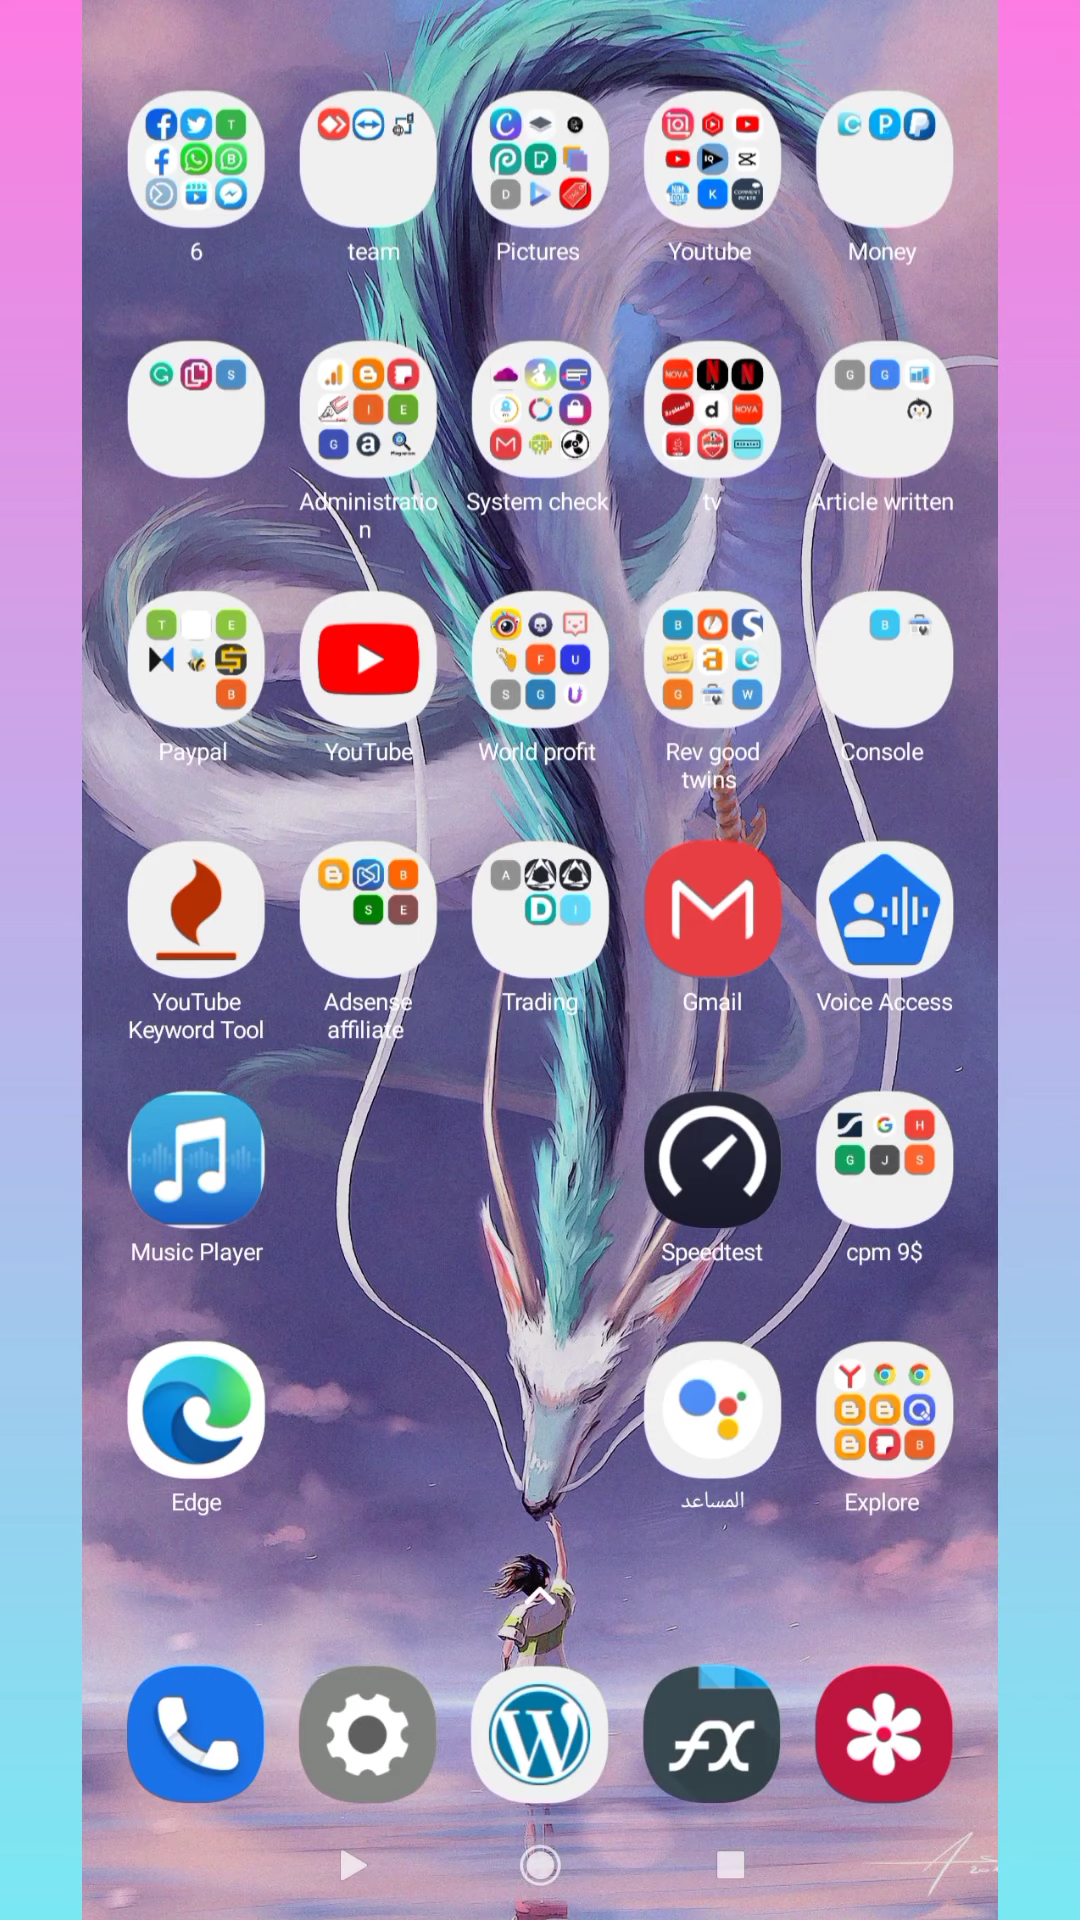 6
team
Pictures
Youtube
Money
Administratio
n
System check
tv
Article written
Paypal
YouTube
World profit
Rev good
twins
Console
YouTube
Keyword Tool
Adsense
affiliate
Trading
Gmail
Voice Access
Music Player
Speedtest
cpm 9$
Edge
المساعد
Explore